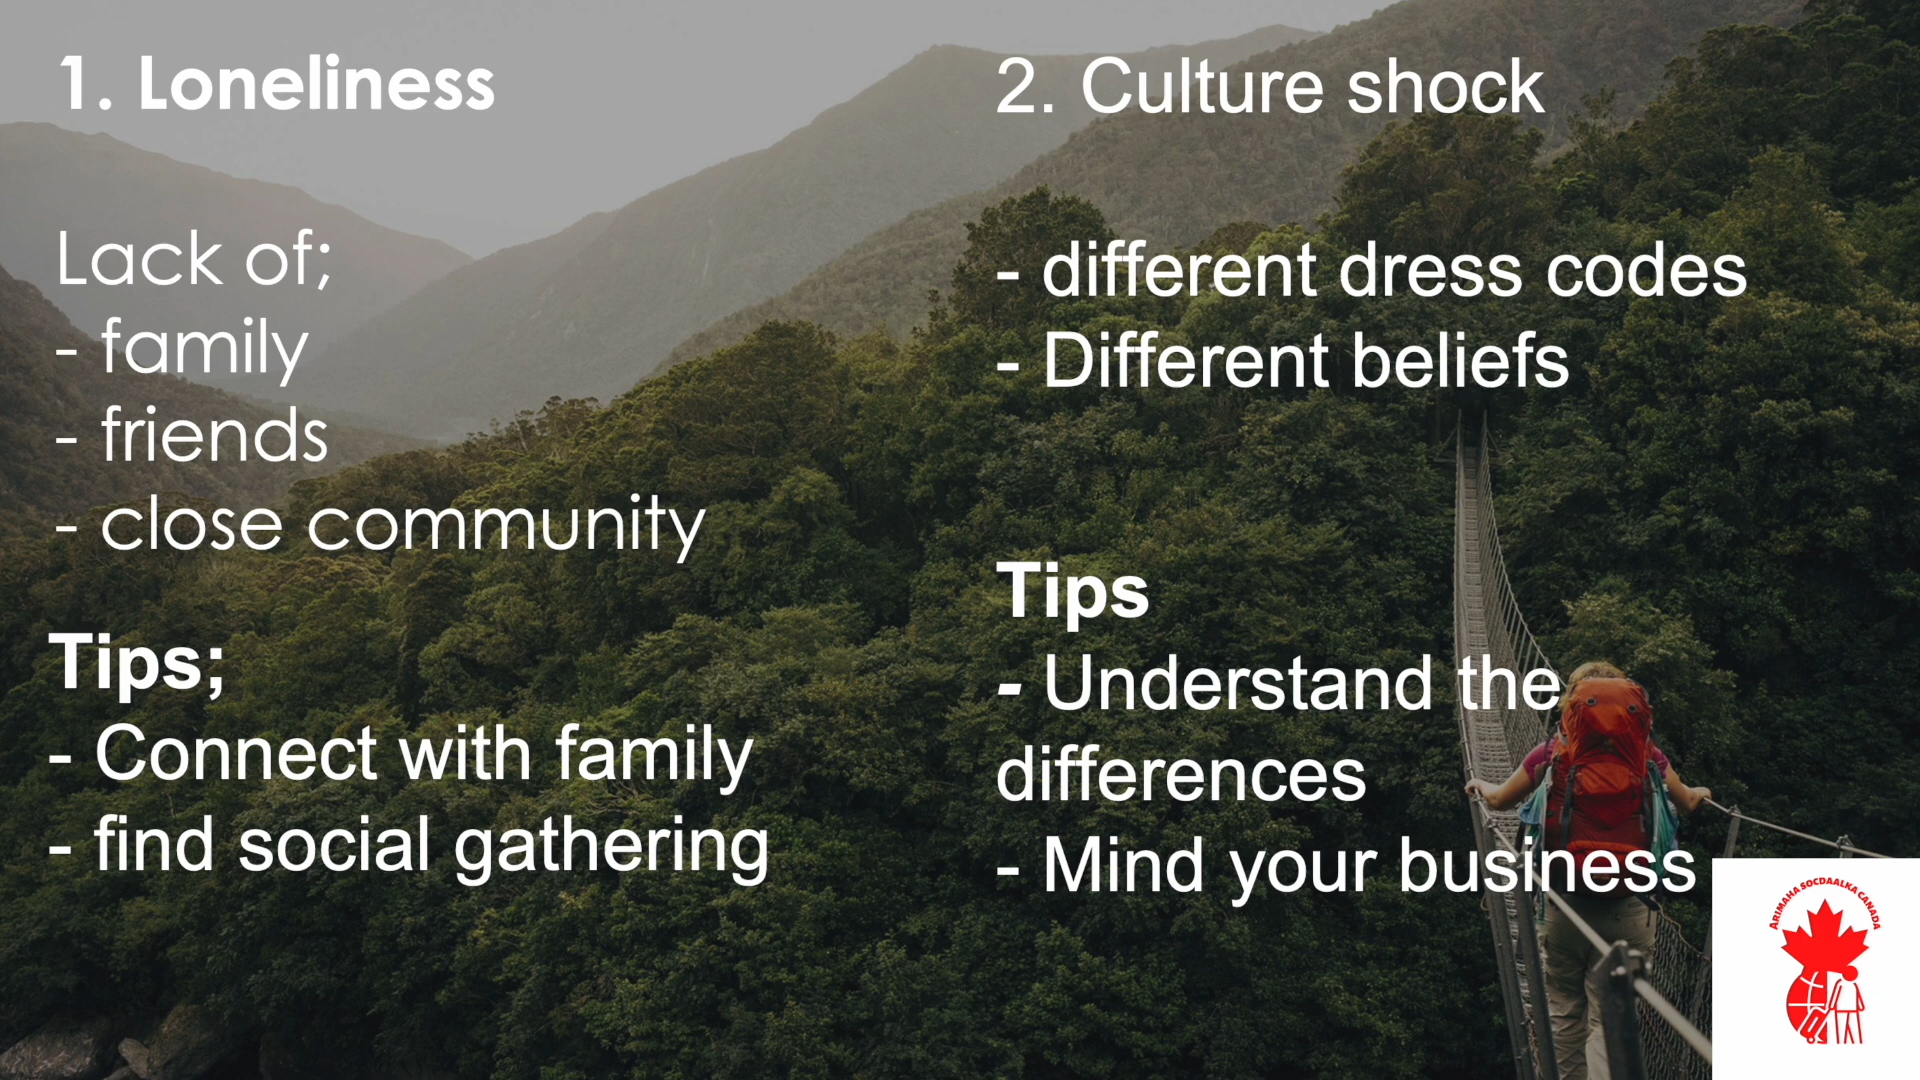 1. Loneliness
Lack of;
- family
- friends
- close community
Tips;
- Connect with family
- find social gathering
2. Culture shock
- different dress codes
- Different beliefs
Tips
- Understand the
differences
- Mind your business
ARIMAHA SOCDAALKA CANADA